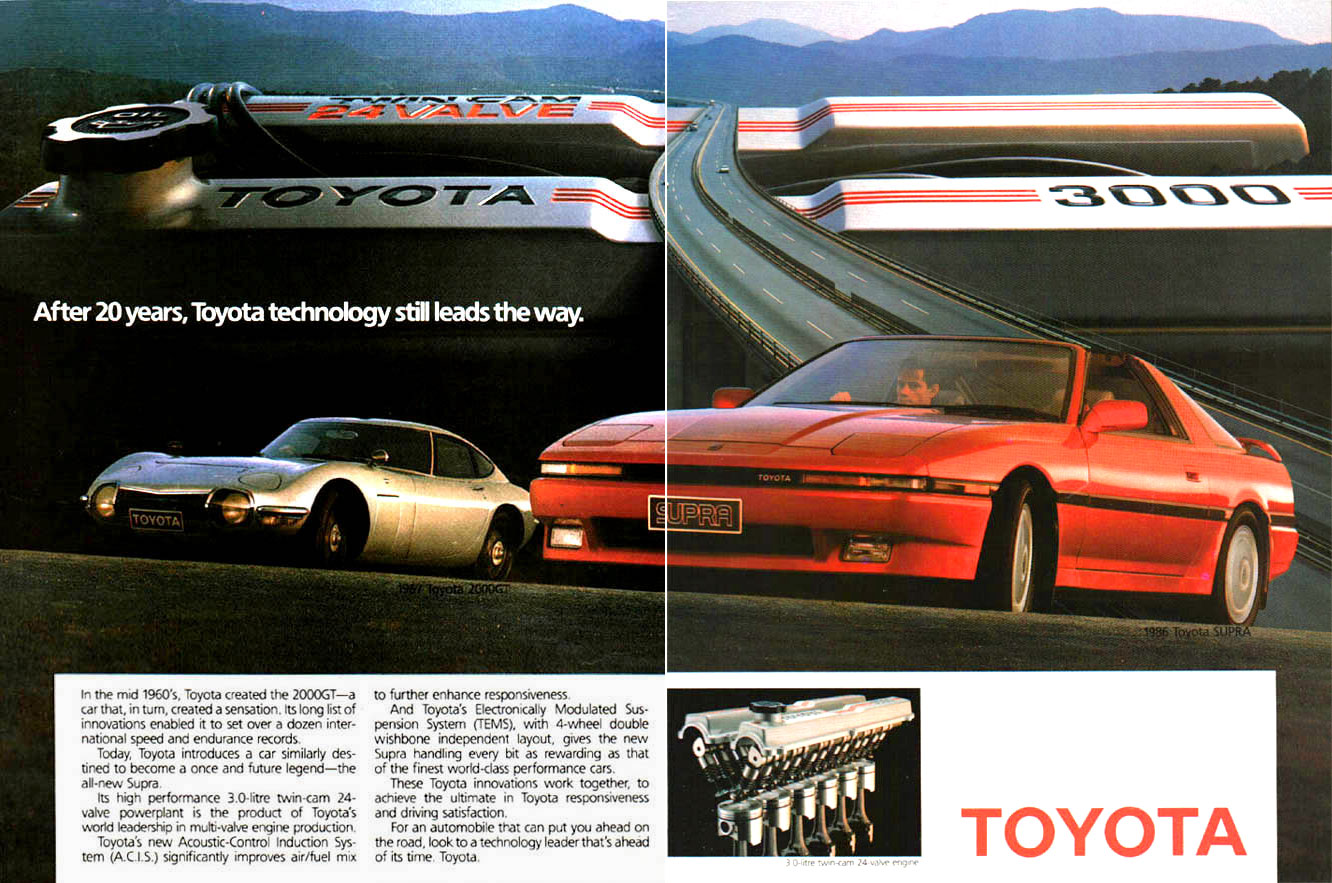 OIL
TWIN CAM
24 VALVE
TOYOTA
3000
After 20 years, Toyota technology still leads the way.
TOYOTA
TOYOTA
SUPRA
1967 Toyota 2000GT
1986 Toyota SUPRA
In the mid 1960's, Toyota created the 2000GT—a
car that, in turn, created a sensation. Its long list of
innovations enabled it to set over a dozen inter-
national speed and endurance records.
Today, Toyota introduces a car similarly des-
tined to become a once and future legend—the
all-new Supra.
Its high performance 3.0-litre twin-cam 24-
valve powerplant is the product of Toyota's
world leadership in multi-valve engine production.
Toyota's new Acoustic-Control Induction Sys-
tem (A.C.I.S.) significantly improves air/fuel mix
to further enhance responsiveness.
And Toyota's Electronically Modulated Sus-
pension System (TEMS), with 4-wheel double
wishbone independent layout, gives the new
Supra handling every bit as rewarding as that
of the finest world-class performance cars.
These Toyota innovations work together, to
achieve the ultimate in Toyota responsiveness
and driving satisfaction.
For an automobile that can put you ahead on
the road, look to a technology leader that's ahead
of its time. Toyota.
3.0-litre twin-cam 24-valve engine
TOYOTA